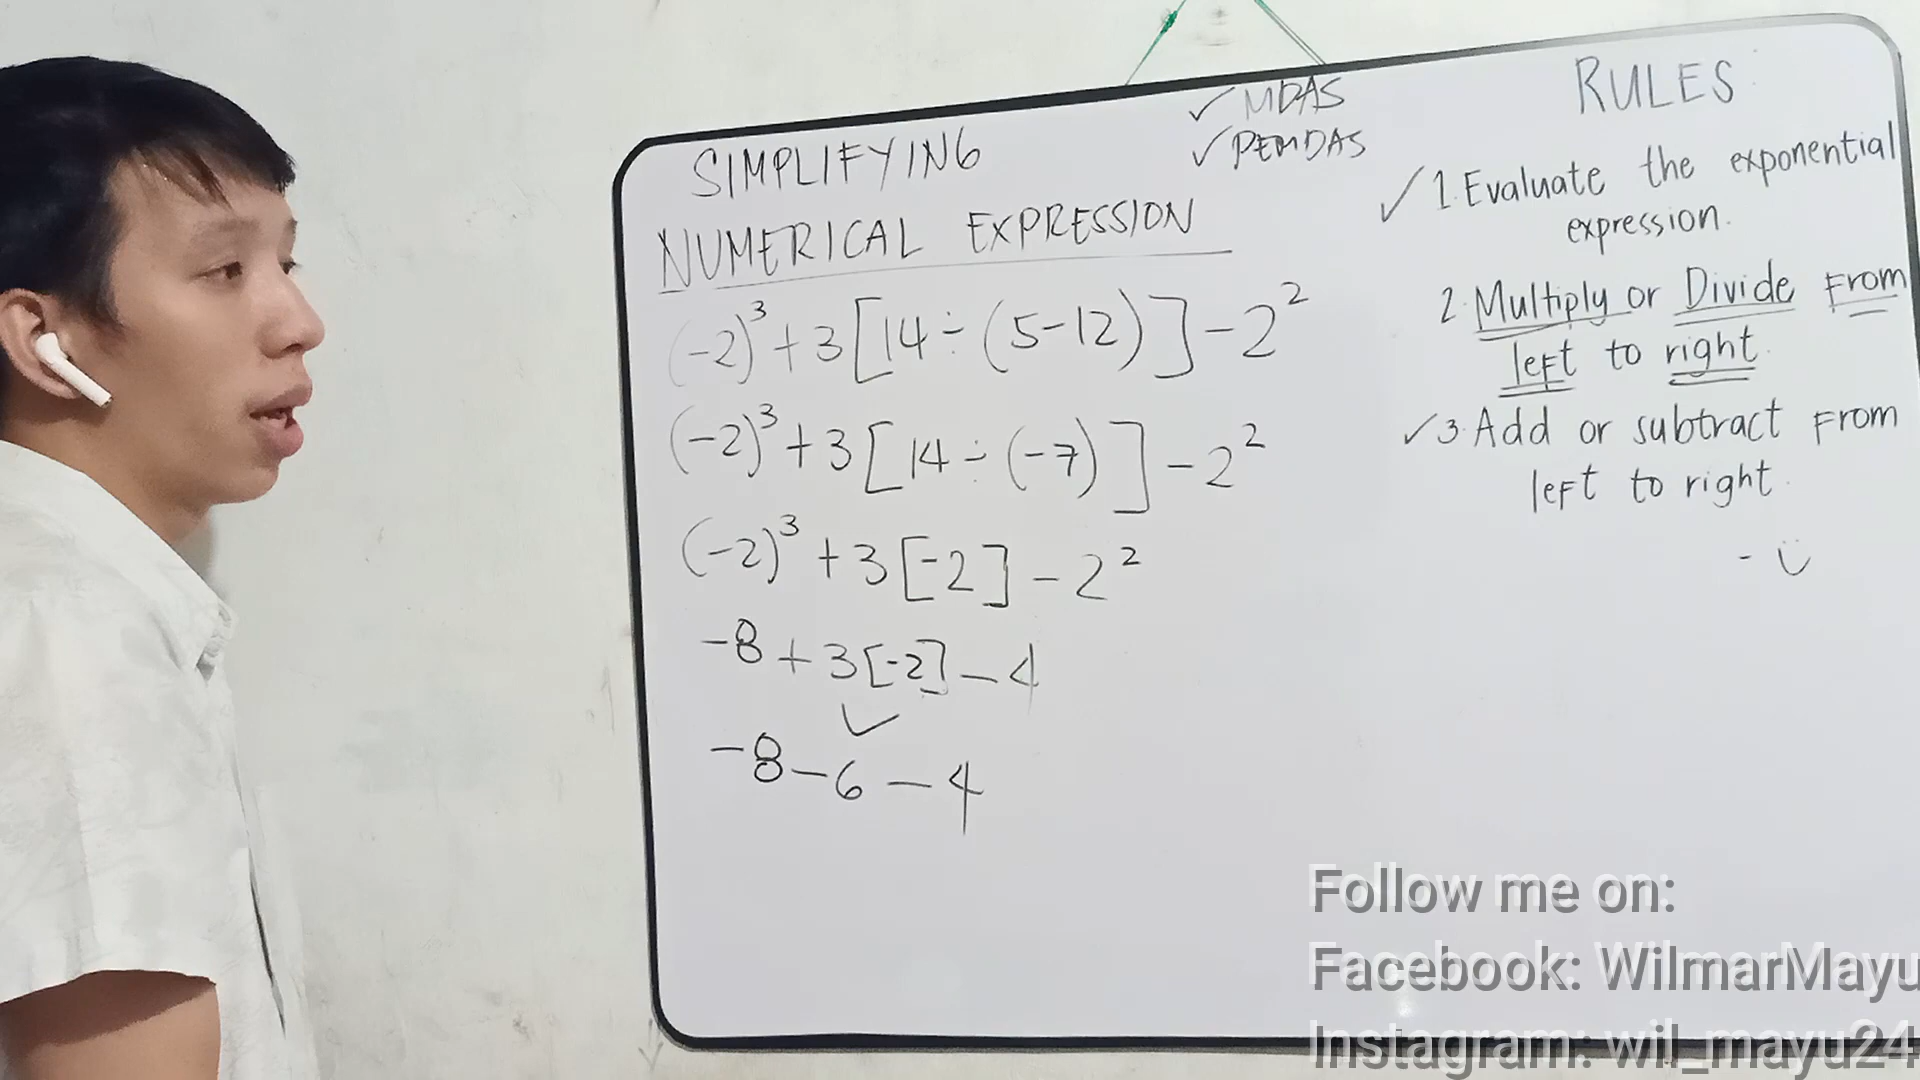 ✓ MDAS
✓ PEMDAS
SIMPLIFYING
NUMERICAL EXPRESSION
(-2)³ + 3[14 ÷ (5-12)] - 2²
(-2)³ + 3[14 ÷ (-7)] - 2²
(-2)³ + 3[-2] - 2²
-8 + 3[-2] - 4
✓
-8 - 6 - 4
RULES
✓ 1. Evaluate the exponential
expression.
2. Multiply or Divide From
left to right.
✓ 3. Add or subtract From
left to right.
- Ü
Follow me on:
Facebook: WilmarMayu
Instagram: wil_mayu24